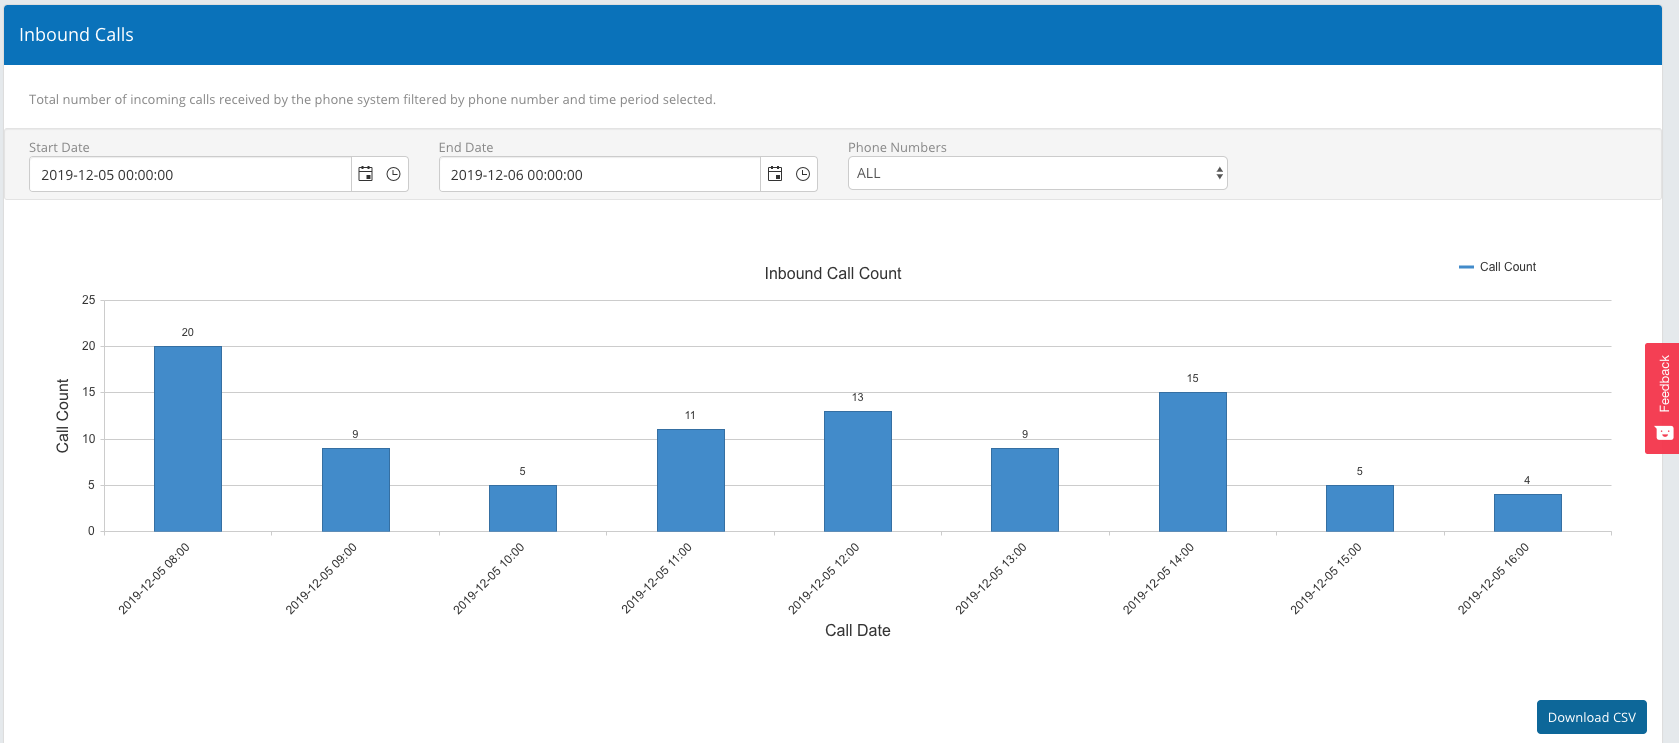 Inbound Calls
Total number of incoming calls received by the phone system filtered by phone number and time period selected.
Start Date
End Date
Phone Numbers
2019-12-05 00:00:00
2019-12-06 00:00:00
ALL
Inbound Call Count
Call Count
Call Count
25
20
15
10
5
0
20
9
5
11
13
9
15
5
4
2019-12-05 08:00
2019-12-05 09:00
2019-12-05 10:00
2019-12-05 11:00
2019-12-05 12:00
2019-12-05 13:00
2019-12-05 14:00
2019-12-05 15:00
2019-12-05 16:00
Call Date
Feedback
Download CSV